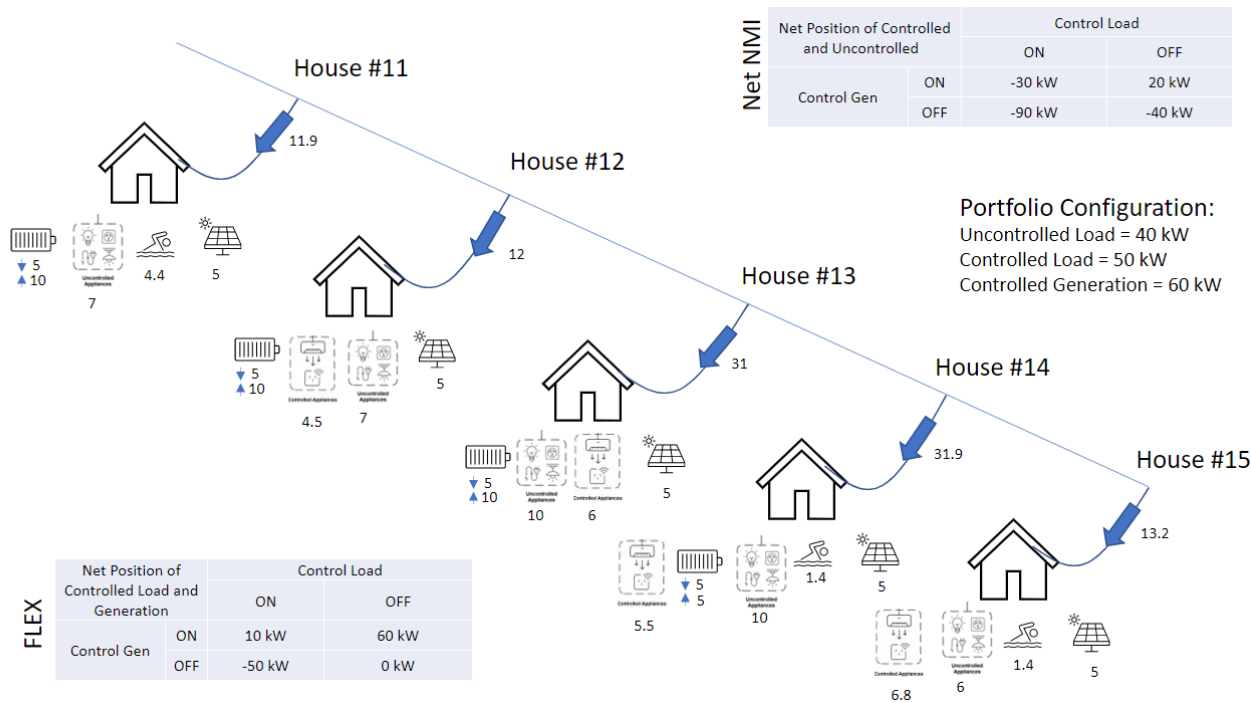 House #11
11.9
5
10
Uncontrolled
Appliances
7
4.4
5
House #12
12
5
10
Controlled Appliances
4.5
Uncontrolled
Appliances
7
5
House #13
31
5
10
Uncontrolled
Appliances
10
Controlled Appliances
6
5
House #14
31.9
Controlled Appliances
5.5
5
5
Uncontrolled
Appliances
10
1.4
5
House #15
13.2
Controlled Appliances
6.8
Uncontrolled
Appliances
6
1.4
5
Net NMI
Net Position of Controlled
and Uncontrolled
Control Load
ON
OFF
Control Gen
ON
-30 kW
20 kW
OFF
-90 kW
-40 kW
Portfolio Configuration:
Uncontrolled Load = 40 kW
Controlled Load = 50 kW
Controlled Generation = 60 kW
FLEX
Net Position of
Controlled Load and
Generation
Control Load
ON
OFF
Control Gen
ON
10 kW
60 kW
OFF
-50 kW
0 kW